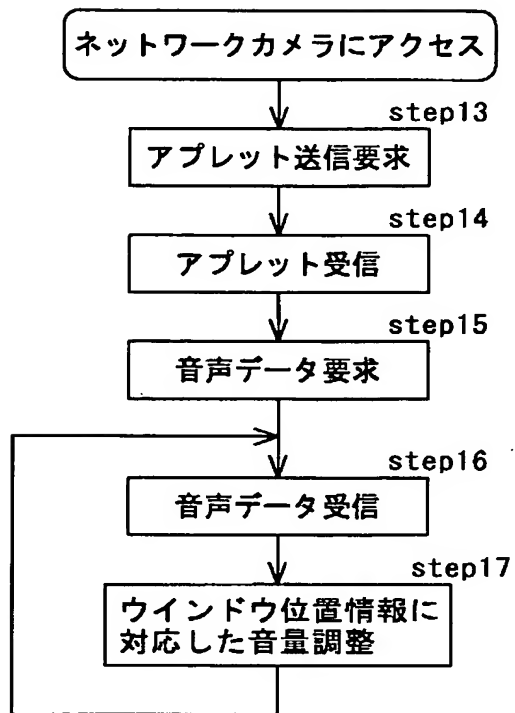 ネットワークカメラにアクセス
step13
アプレット送信要求
step14
アプレット受信
step15
音声データ要求
step16
音声データ受信
step17
ウインドウ位置情報に
対応した音量調整